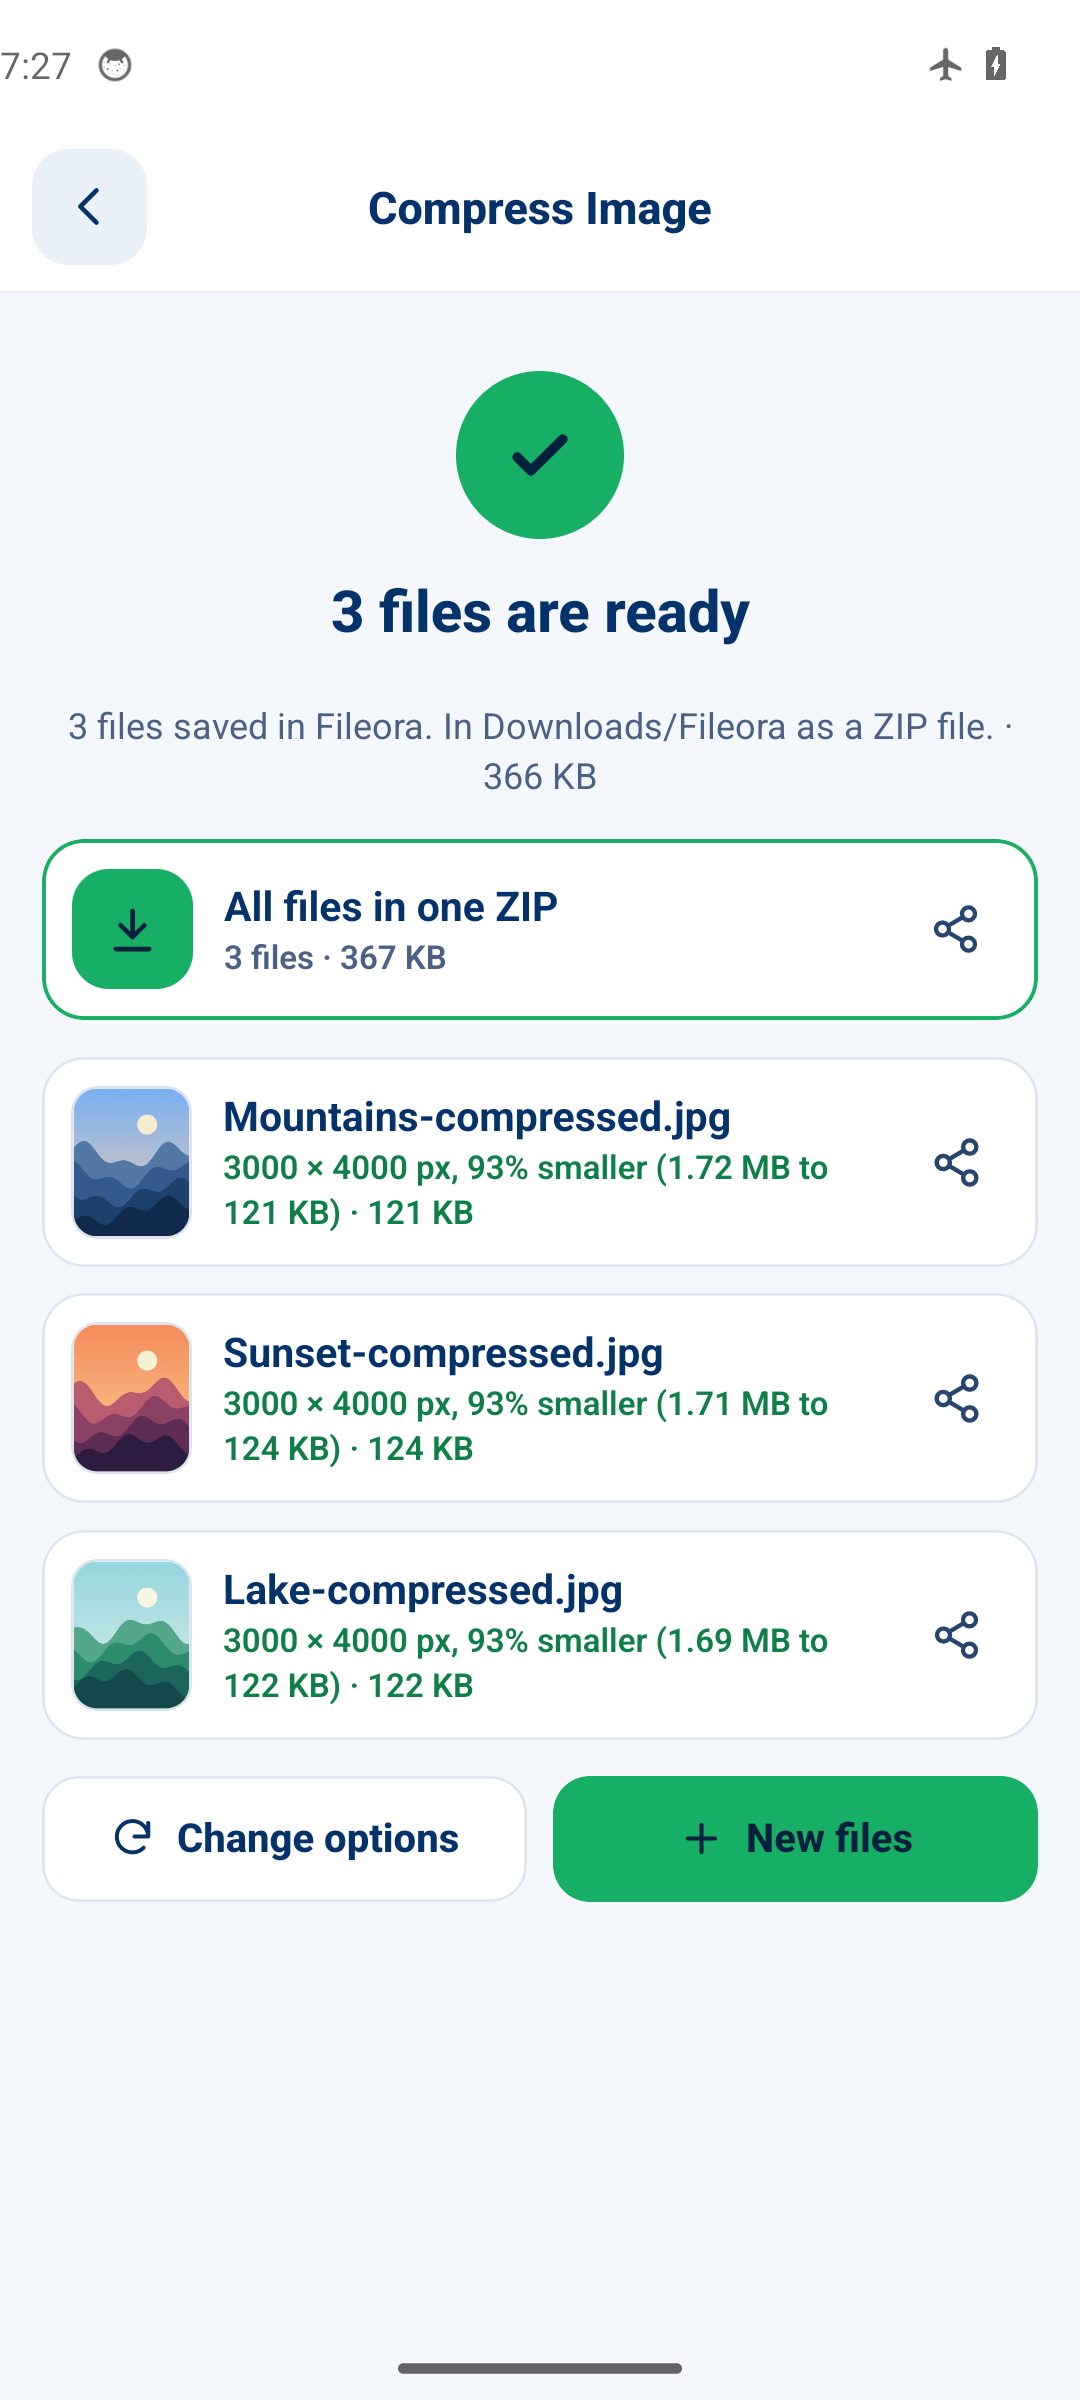 7:27
Compress Image
3 files are ready
3 files saved in Fileora. In Downloads/Fileora as a ZIP file. ·
366 KB
All files in one ZIP
3 files · 367 KB
Mountains-compressed.jpg
3000 × 4000 px, 93% smaller (1.72 MB to
121 KB) · 121 KB
Sunset-compressed.jpg
3000 × 4000 px, 93% smaller (1.71 MB to
124 KB) · 124 KB
Lake-compressed.jpg
3000 × 4000 px, 93% smaller (1.69 MB to
122 KB) · 122 KB
Change options
New files